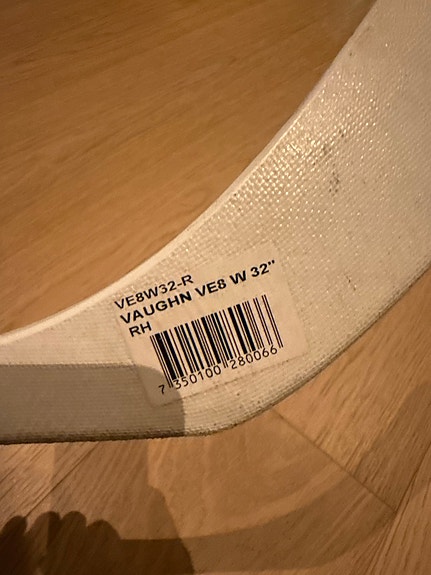 VE8W32-R
VAUGHN VE8 W 32"
RH
7 350100 280066